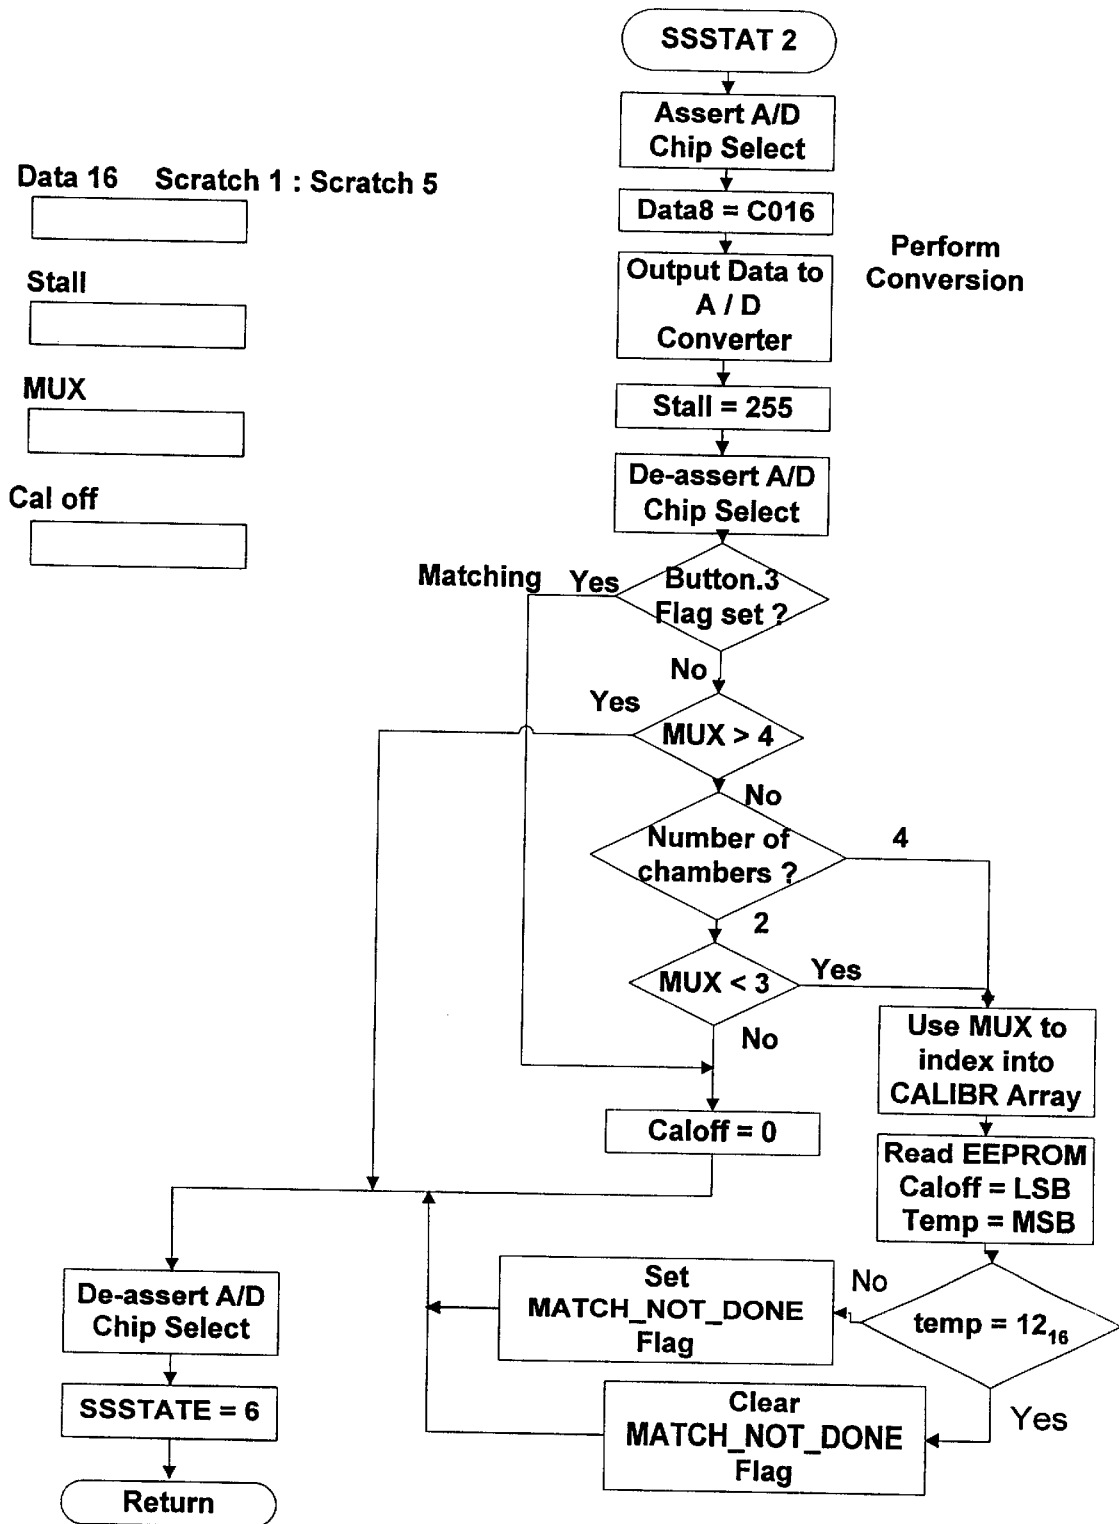 SSSTAT 2
Assert A/D
Chip Select
Data 16 Scratch 1 : Scratch 5
Data8 = C016
Perform
Conversion
Output Data to
A / D
Converter
Stall
Stall = 255
MUX
De-assert A/D
Chip Select
Cal off
Matching Yes
Button.3
Flag set ?
No
Yes
MUX > 4
No
Number of
chambers ?
4
2
MUX < 3
Yes
No
Use MUX to
index into
CALIBR Array
Caloff = 0
Read EEPROM
Caloff = LSB
Temp = MSB
De-assert A/D
Chip Select
Set
MATCH_NOT_DONE
Flag
No
temp = 12₁₆
SSSTATE = 6
Clear
MATCH_NOT_DONE
Flag
Yes
Return